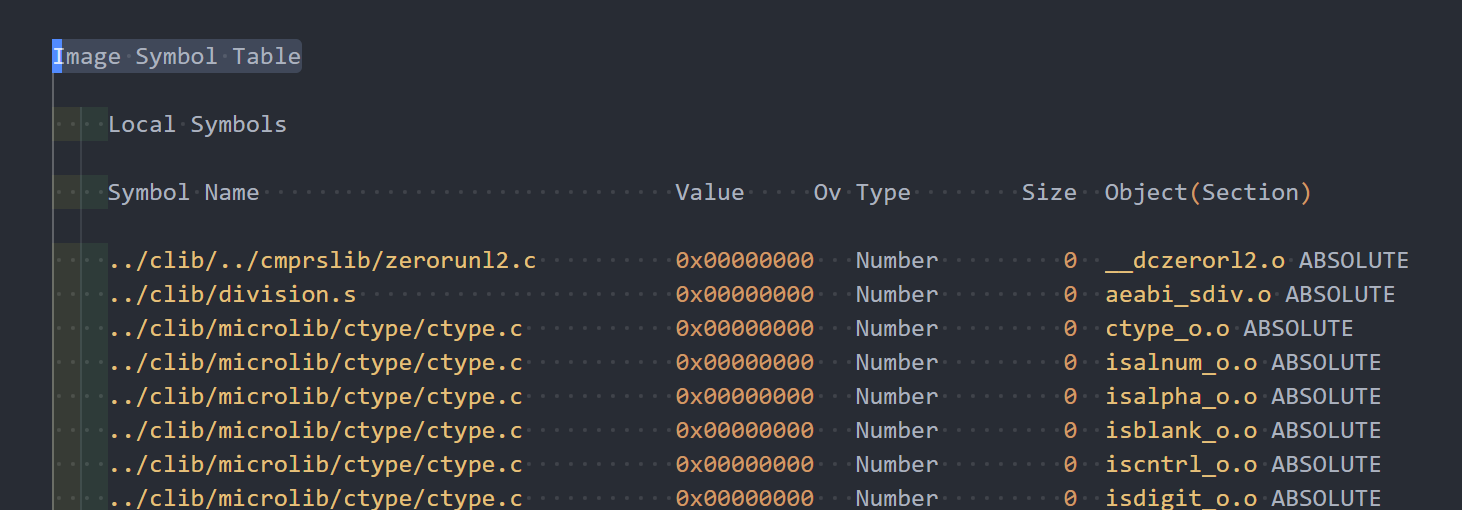 Image Symbol Table
Local Symbols
Symbol Name Value Ov Type Size Object(Section)
../clib/../cmprslib/zerorunl2.c 0x00000000 Number 0 __dczerorl2.o ABSOLUTE
../clib/division.s 0x00000000 Number 0 aeabi_sdiv.o ABSOLUTE
../clib/microlib/ctype/ctype.c 0x00000000 Number 0 ctype_o.o ABSOLUTE
../clib/microlib/ctype/ctype.c 0x00000000 Number 0 isalnum_o.o ABSOLUTE
../clib/microlib/ctype/ctype.c 0x00000000 Number 0 isalpha_o.o ABSOLUTE
../clib/microlib/ctype/ctype.c 0x00000000 Number 0 isblank_o.o ABSOLUTE
../clib/microlib/ctype/ctype.c 0x00000000 Number 0 iscntrl_o.o ABSOLUTE
../clib/microlib/ctype/ctype.c 0x00000000 Number 0 isdigit_o.o ABSOLUTE